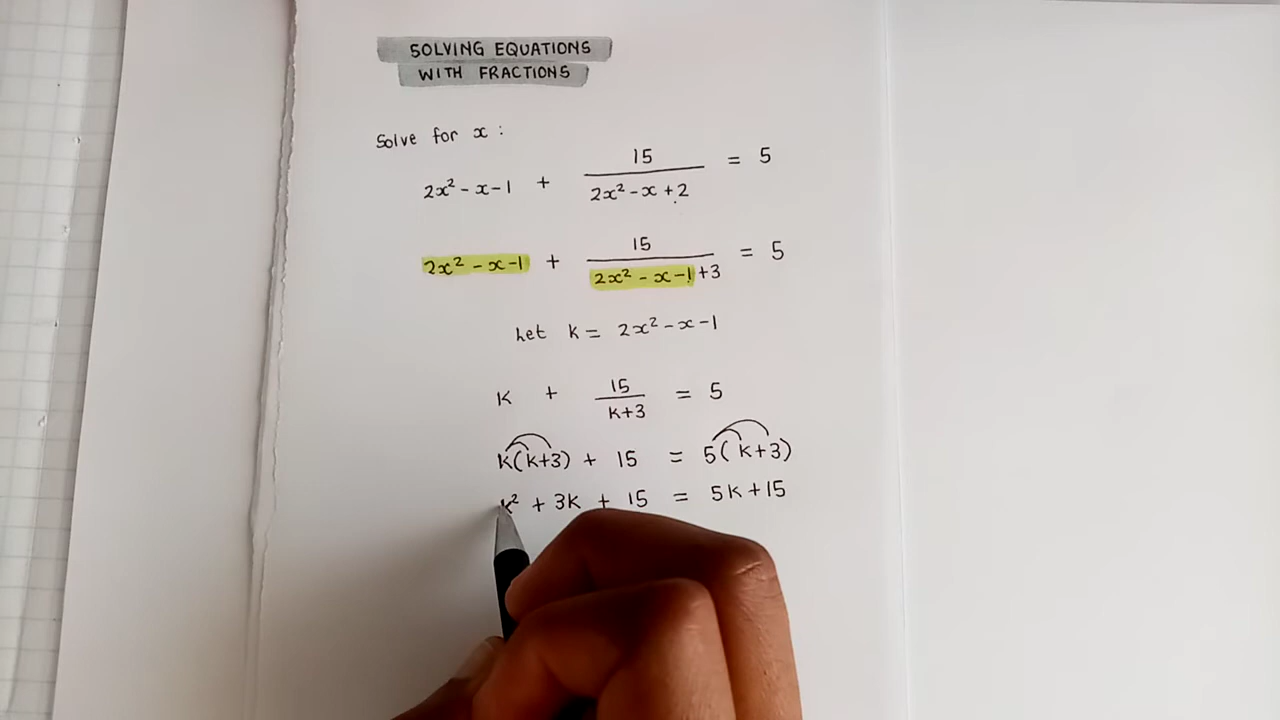 SOLVING EQUATIONS
WITH FRACTIONS
Solve for x :
2x² - x - 1 + 15/(2x² - x + 2) = 5
2x² - x - 1 + 15/(2x² - x - 1 + 3) = 5
Let k = 2x² - x - 1
k + 15/(k+3) = 5
k(k+3) + 15 = 5(k+3)
k² + 3k + 15 = 5k + 15